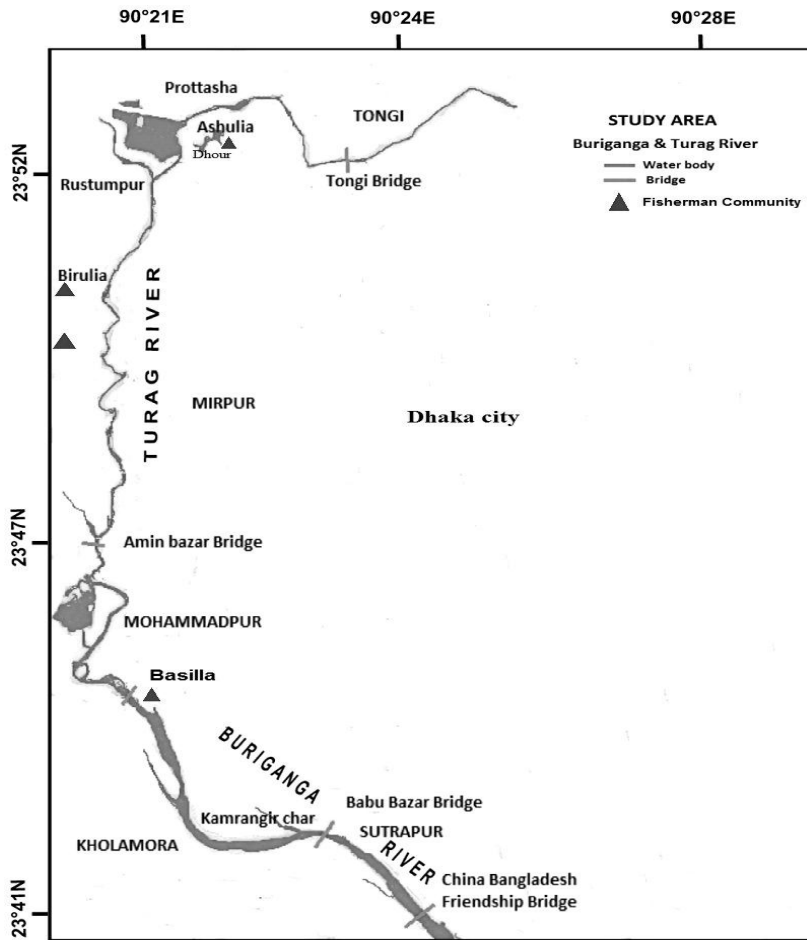 90°21E
90°24E
90°28E
Prottasha
TONGI
STUDY AREA
Buriganga & Turag River
Water body
Bridge
Fisherman Community
Ashulia
Dhour
Tongi Bridge
23°52N
Rustumpur
Birulia
TURAG RIVER
MIRPUR
Dhaka city
23°47N
Amin bazar Bridge
MOHAMMADPUR
Basilla
BURIGANGA
RIVER
Kamrangir char
Babu Bazar Bridge
SUTRAPUR
KHOLAMORA
China Bangladesh
Friendship Bridge
23°41N